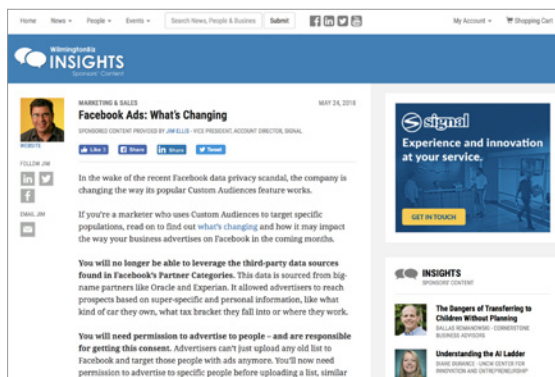 Home News People Events Search News, People & Busines Submit My Account Shopping Cart
WilmingtonBiz
INSIGHTS
Sponsors' Content
MARKETING & SALES MAY 24, 2018
Facebook Ads: What's Changing
SPONSORED CONTENT PROVIDED BY JIM ELLIS - VICE PRESIDENT, ACCOUNT DIRECTOR, SIGNAL
WEBSITE
Like 3 Share Share Tweet
FOLLOW JIM
EMAIL JIM
In the wake of the recent Facebook data privacy scandal, the company is
changing the way its popular Custom Audiences feature works.
If you're a marketer who uses Custom Audiences to target specific
populations, read on to find out what's changing and how it may impact
the way your business advertises on Facebook in the coming months.
You will no longer be able to leverage the third-party data sources
found in Facebook's Partner Categories. This data is sourced from big-
name partners like Oracle and Experian. It allowed advertisers to reach
prospects based on super-specific and personal information, like what
kind of car they own, what tax bracket they fall into or where they work.
You will need permission to advertise to people – and are responsible
for getting this consent. Advertisers can't just upload any old list to
Facebook and target those people with ads anymore. You'll now need
permission to advertise to specific people before uploading a list, similar
signal
Experience and innovation
at your service.
GET IN TOUCH
INSIGHTS
SPONSORS' CONTENT
The Dangers of Transferring to
Children Without Planning
DALLAS ROMANOWSKI - CORNERSTONE
BUSINESS ADVISORS
Understanding the AI Ladder
DIANE DURANCE - UNCW CENTER FOR
INNOVATION AND ENTREPRENEURSHIP